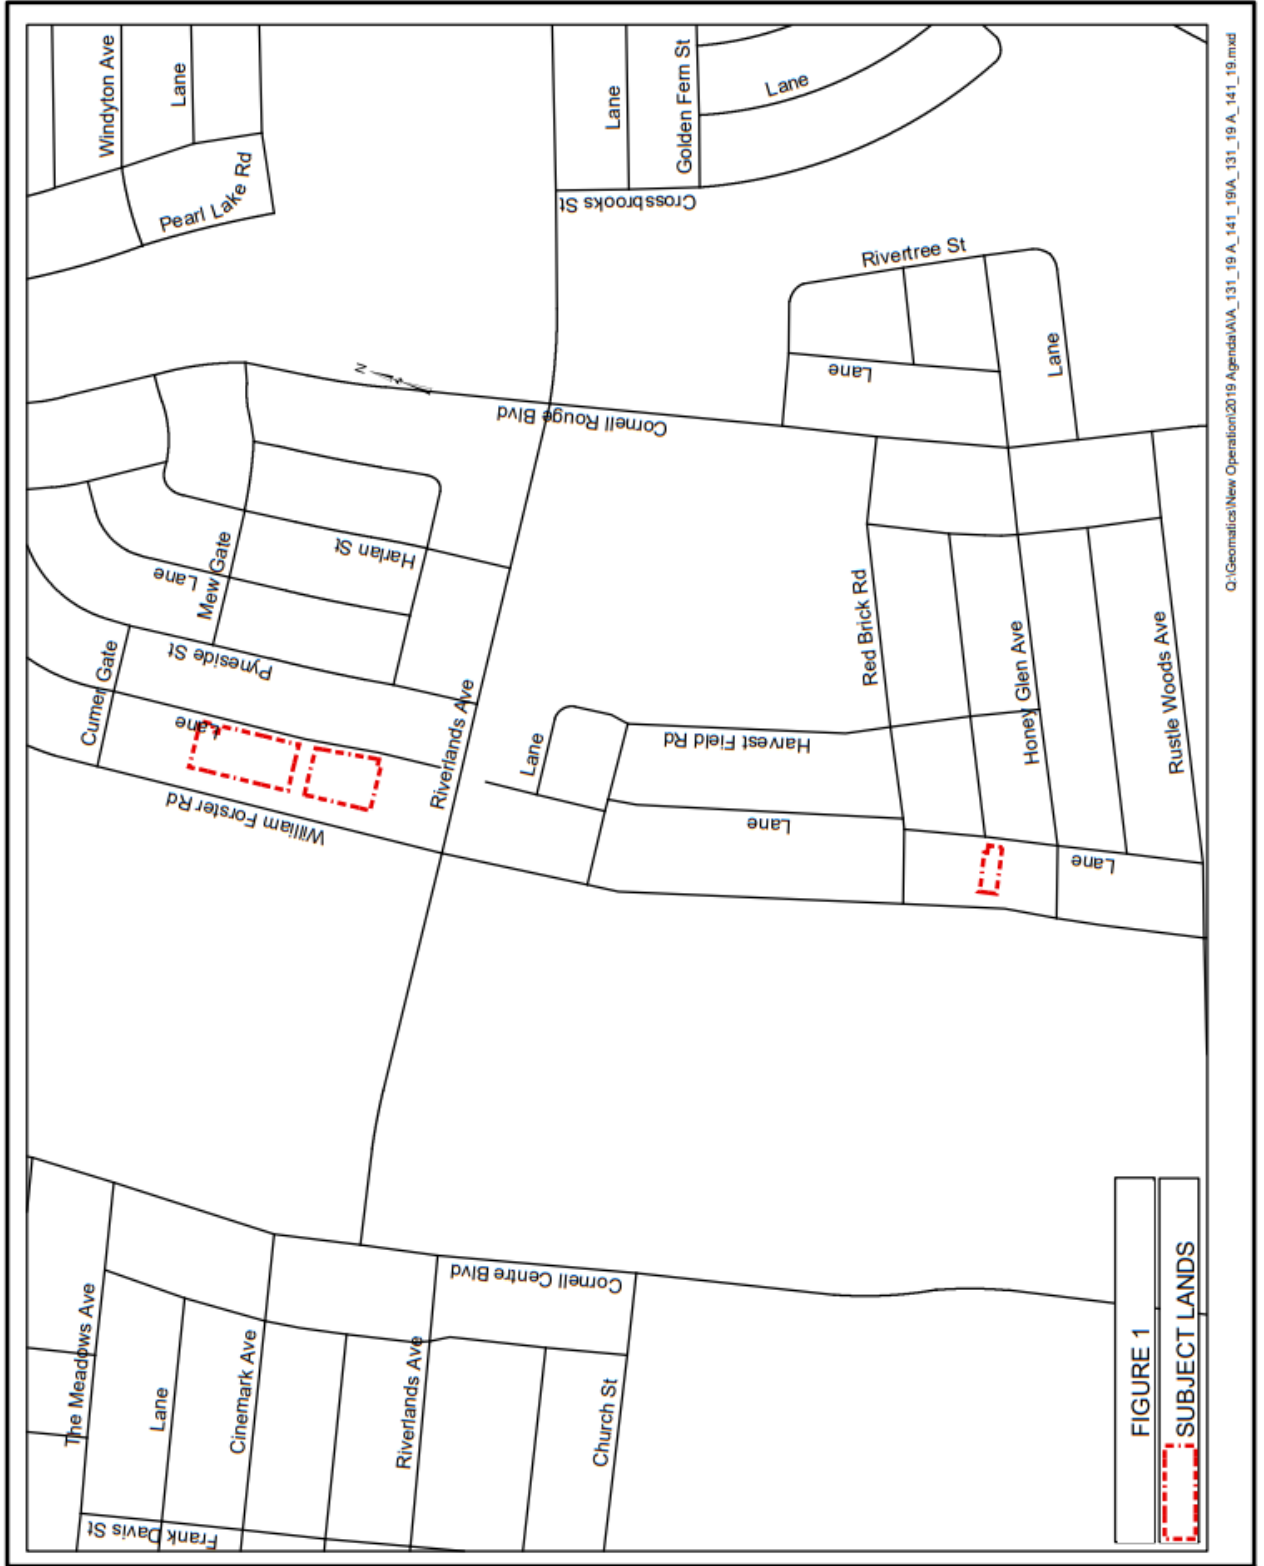 Windyton Ave
Lane
Pearl Lake Rd
Lane
Golden Fern St
Lane
Crossbrooks St
Rivertree St
Lane
Lane
N
Cornell Rouge Blvd
Harlan St
Mew Gate
Lane
Pyneside St
Cumer Gate
Lane
William Forster Rd
Riverlands Ave
Lane
Harvest Field Rd
Red Brick Rd
Honey Glen Ave
Rustle Woods Ave
Lane
Lane
Cornell Centre Blvd
The Meadows Ave
Lane
Cinemark Ave
Riverlands Ave
Church St
Frank Davis St
FIGURE 1
SUBJECT LANDS
Q:\Geomatics\New Operation\2019 Agenda\A\A_131_19 A_141_19\A_131_19 A_141_19.mxd